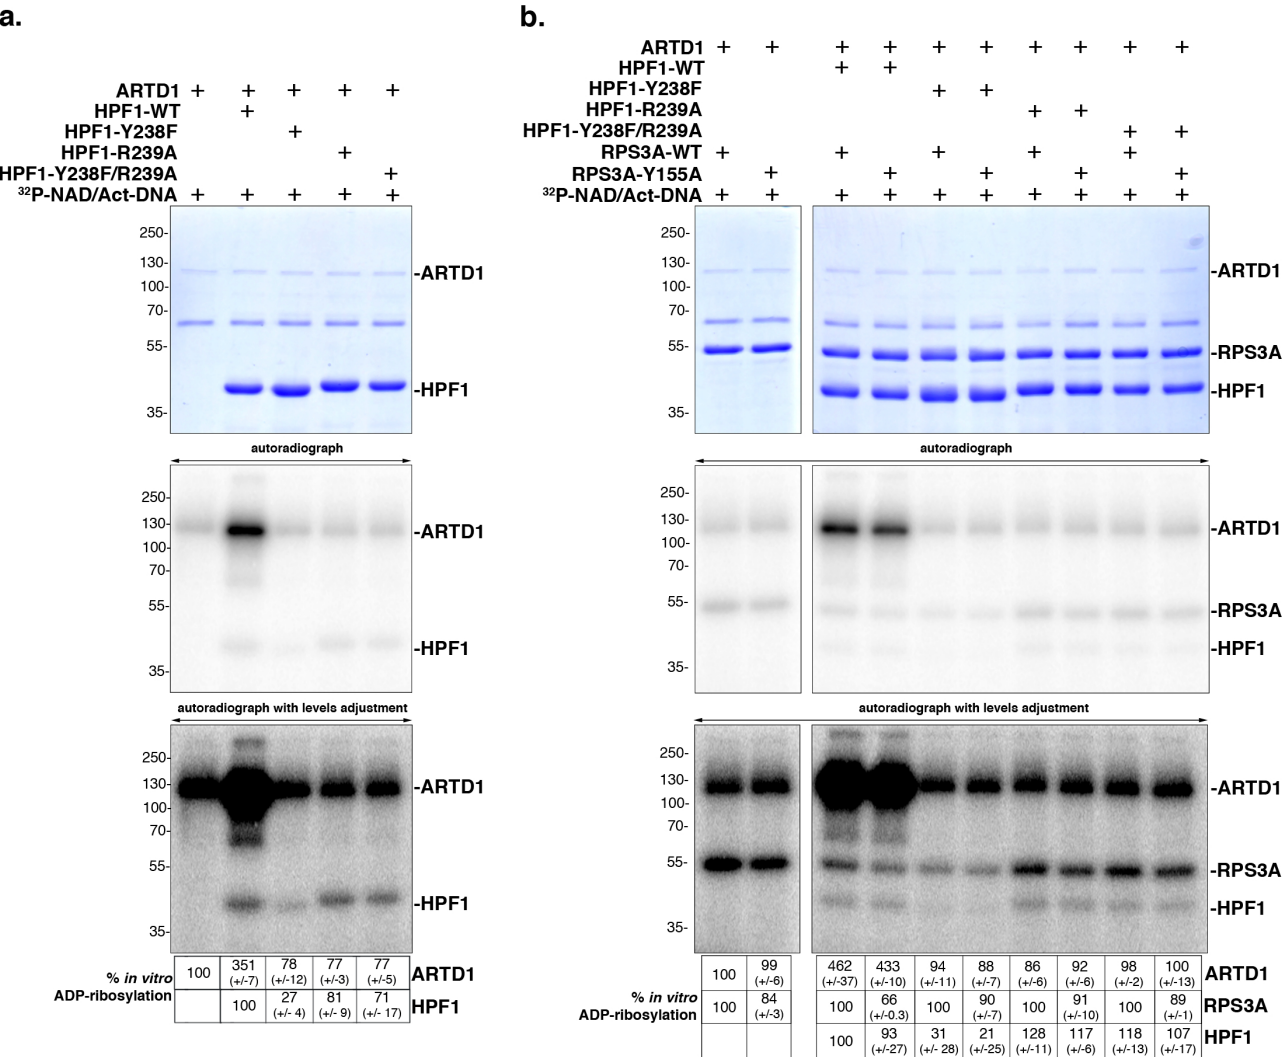 a.
ARTD1 + + + + +
HPF1-WT +
HPF1-Y238F +
HPF1-R239A +
HPF1-Y238F/R239A +
32P-NAD/Act-DNA + + + + +
250-
130-
-ARTD1
100-
70-
55-
-HPF1
35-
autoradiograph
250-
130-
-ARTD1
100-
70-
55-
-HPF1
35-
autoradiograph with levels adjustment
250-
130-
-ARTD1
100-
70-
55-
-HPF1
35-
% in vitro
ADP-ribosylation
100 351 78 77 77 ARTD1
(+/-7) (+/-12) (+/-3) (+/-5)
100 27 81 71 HPF1
(+/- 4) (+/- 9) (+/- 17)
b.
ARTD1 + + + + + + + + + +
HPF1-WT + +
HPF1-Y238F + +
HPF1-R239A + +
HPF1-Y238F/R239A + +
RPS3A-WT + + + + +
RPS3A-Y155A + + + + +
32P-NAD/Act-DNA + + + + + + + + + +
250-
130-
-ARTD1
100-
70-
55-
-RPS3A
-HPF1
35-
autoradiograph
250-
130-
-ARTD1
100-
70-
55-
-RPS3A
-HPF1
35-
autoradiograph with levels adjustment
250-
130-
-ARTD1
100-
70-
55-
-RPS3A
-HPF1
35-
% in vitro
ADP-ribosylation
100 99 462 433 94 88 86 92 98 100 ARTD1
(+/-6) (+/-37) (+/-10) (+/-11) (+/-7) (+/-6) (+/-6) (+/-2) (+/-13)
100 84 100 66 100 90 100 91 100 89 RPS3A
(+/-3) (+/-0.3) (+/-7) (+/-10) (+/-1)
100 93 31 21 128 117 118 107 HPF1
(+/-27) (+/- 28) (+/-25) (+/-11) (+/-6) (+/-13) (+/-17)